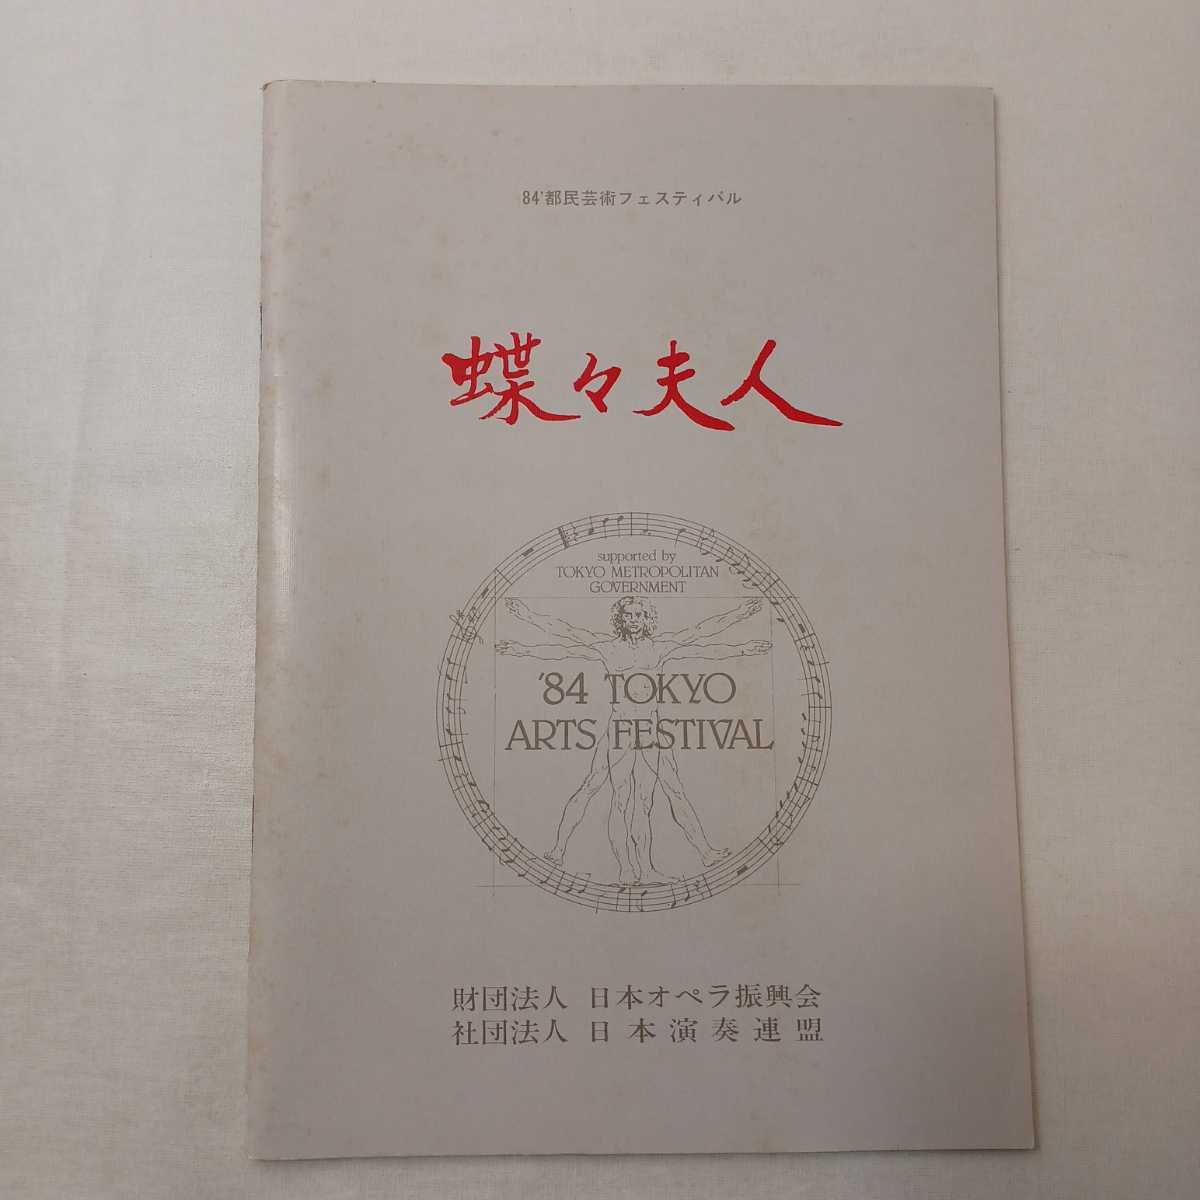 84'都民芸術フェスティバル
蝶々夫人
supported by
TOKYO METROPOLITAN
GOVERNMENT
'84 TOKYO
ARTS FESTIVAL
財団法人 日本オペラ振興会
社団法人 日本演奏連盟